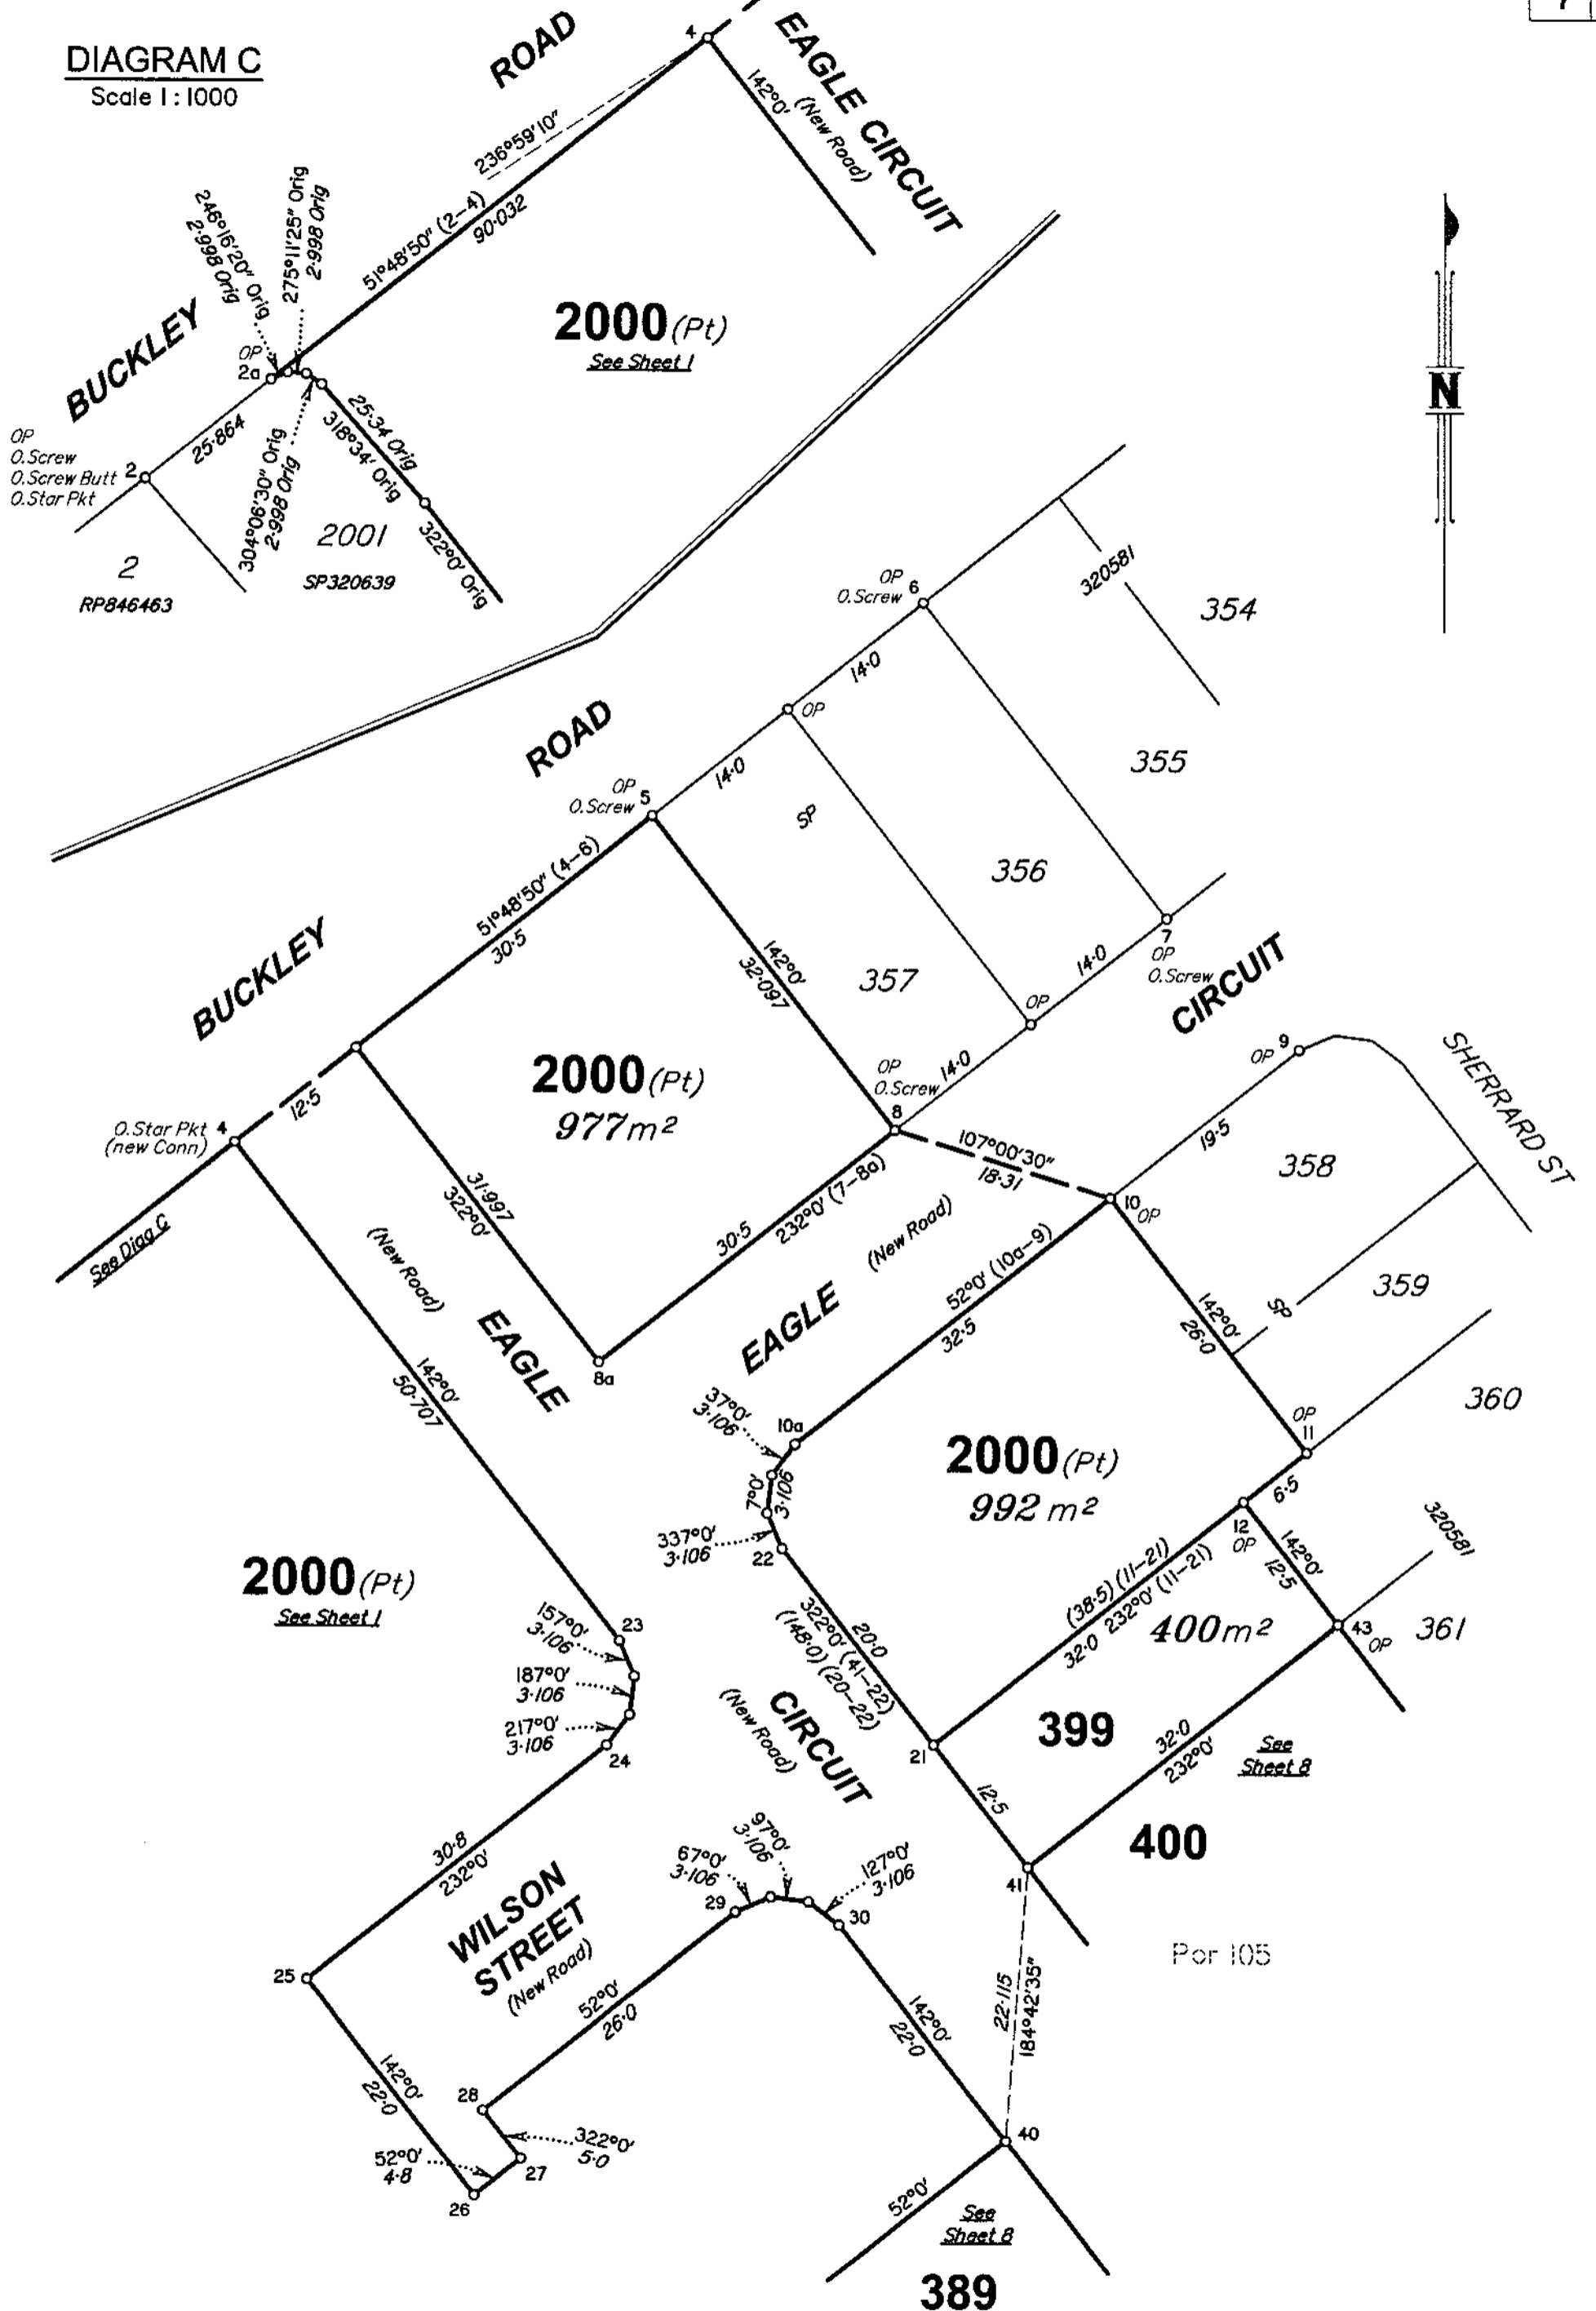 7
DIAGRAM C
Scale 1:1000
ROAD
4
EAGLE CIRCUIT
(New Road)
142°0'
236°59'10"
51°48'50" (2-4)
90·032
246°16'20" Orig
2·998 Orig
275°11'25" Orig
2·998 Orig
BUCKLEY
OP
2a
2000 (Pt)
See Sheet 1
25·864
25·34 Orig
318°34' Orig
304°06'30" Orig
2·998 Orig
OP
O.Screw
O.Screw Butt
O.Star Pkt
2
322°0' Orig
2
RP846463
2001
SP320639
N
320581
354
OP
O.Screw
6
14·0
OP
ROAD
14·0
355
OP
O.Screw
5
SP
356
51°48'50" (4-6)
30·5
142°0'
32·097
357
7
OP
O.Screw
14·0
OP
BUCKLEY
CIRCUIT
2000 (Pt)
977m²
OP
O.Screw
8
14·0
OP 9
SHERRARD ST
12·5
O.Star Pkt
(new Conn)
4
107°00'30"
18·31
19·5
358
31·997
322°0'
30·5
232°0' (7-8a)
10
OP
See Diag C
(New Road)
(New Road)
52°0' (10a-9)
32·5
142°0'
26·0
SP
359
EAGLE
EAGLE
8a
142°0'
50·707
37°0'
3·106
10a
OP
11
360
2000 (Pt)
992 m²
7°0'
3·106
6·5
337°0'
3·106
22
12
OP
142°0'
12·5
320581
2000 (Pt)
See Sheet 1
(38·5) (11-21)
32·0 232°0' (11-21)
400m²
43
OP
361
157°0'
3·106
23
20·0
322°0' (41-22)
(148·0) (20-22)
187°0'
3·106
217°0'
3·106
24
CIRCUIT
(New Road)
21
399
32·0
232°0'
See
Sheet 8
12·5
400
30·8
232°0'
97°0'
3·106
67°0'
3·106
127°0'
3·106
29
30
41
WILSON
STREET
(New Road)
Por 105
25
52°0'
26·0
22·115
184°42'35"
142°0'
22·0
142°0'
22·0
28
322°0'
5·0
40
52°0'
4·8
27
26
52°0'
See
Sheet 8
389